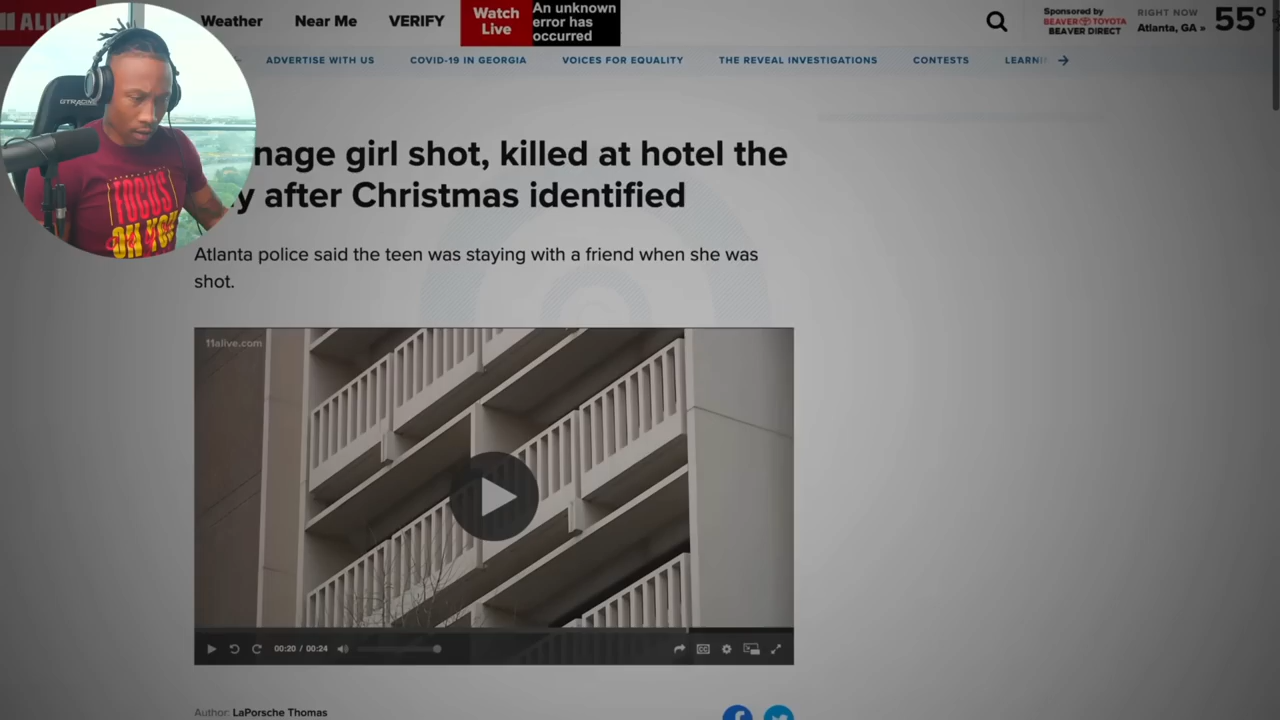 ALIV
Weather
Near Me
VERIFY
Watch
Live
An unknown
error has
occurred
Sponsored by
BEAVER TOYOTA
BEAVER DIRECT
RIGHT NOW
Atlanta, GA »
55°
ADVERTISE WITH US
COVID-19 IN GEORGIA
VOICES FOR EQUALITY
THE REVEAL INVESTIGATIONS
CONTESTS
LEARNI
GTRACING
FOCUS
ON YOU
nage girl shot, killed at hotel the
y after Christmas identified
Atlanta police said the teen was staying with a friend when she was
shot.
11alive.com
00:20 / 00:24
CC
Author: LaPorsche Thomas